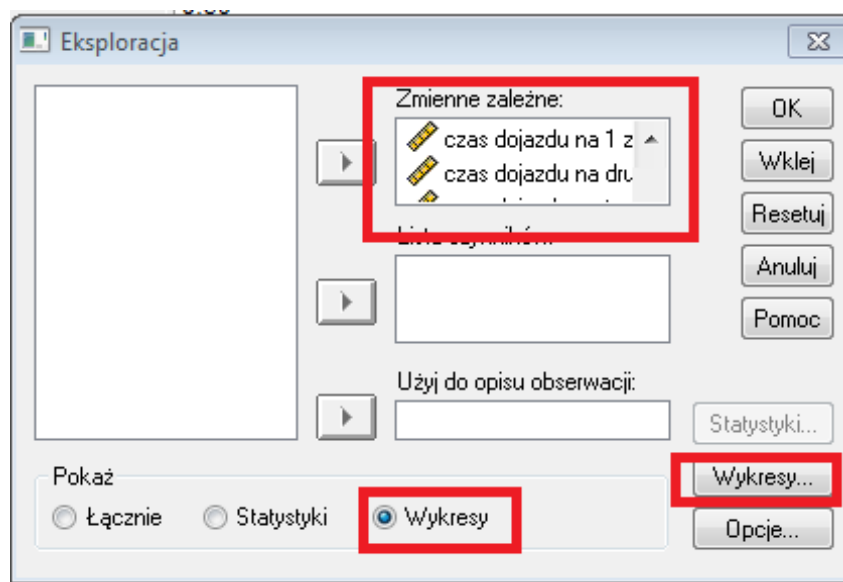 Eksploracja
Zmienne zależne:
czas dojazdu na 1 z
czas dojazdu na dru
OK
Wklej
Resetuj
Anuluj
Pomoc
Użyj do opisu obserwacji:
Statystyki...
Pokaż
Łącznie
Statystyki
Wykresy
Wykresy...
Opcje...